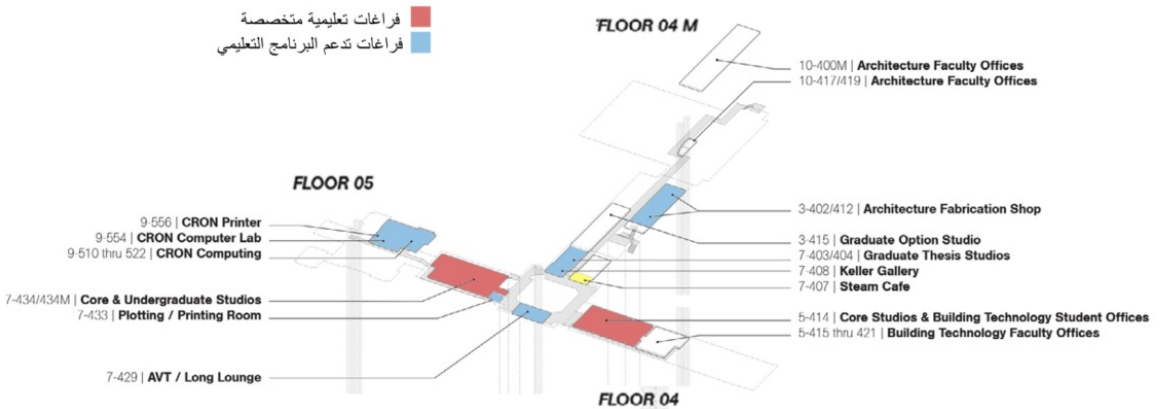 فراغات تعليمية متخصصة
فراغات تدعم البرنامج التعليمي
FLOOR 04 M
10-400M | Architecture Faculty Offices
10-417/419 | Architecture Faculty Offices
FLOOR 05
9-556 | CRON Printer
9-554 | CRON Computer Lab
9-510 thru 522 | CRON Computing
3-402/412 | Architecture Fabrication Shop
3-415 | Graduate Option Studio
7-403/404 | Graduate Thesis Studios
7-408 | Keller Gallery
7-407 | Steam Cafe
7-434/434M | Core & Undergraduate Studios
7-433 | Plotting / Printing Room
5-414 | Core Studios & Building Technology Student Offices
5-415 thru 421 | Building Technology Faculty Offices
7-429 | AVT / Long Lounge
FLOOR 04